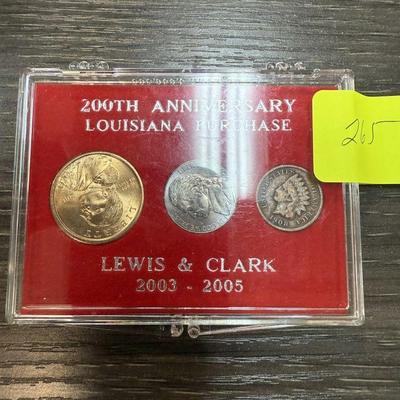 200TH ANNIVERSARY
LOUISIANA PURCHASE
265
LEWIS & CLARK
2003 - 2005